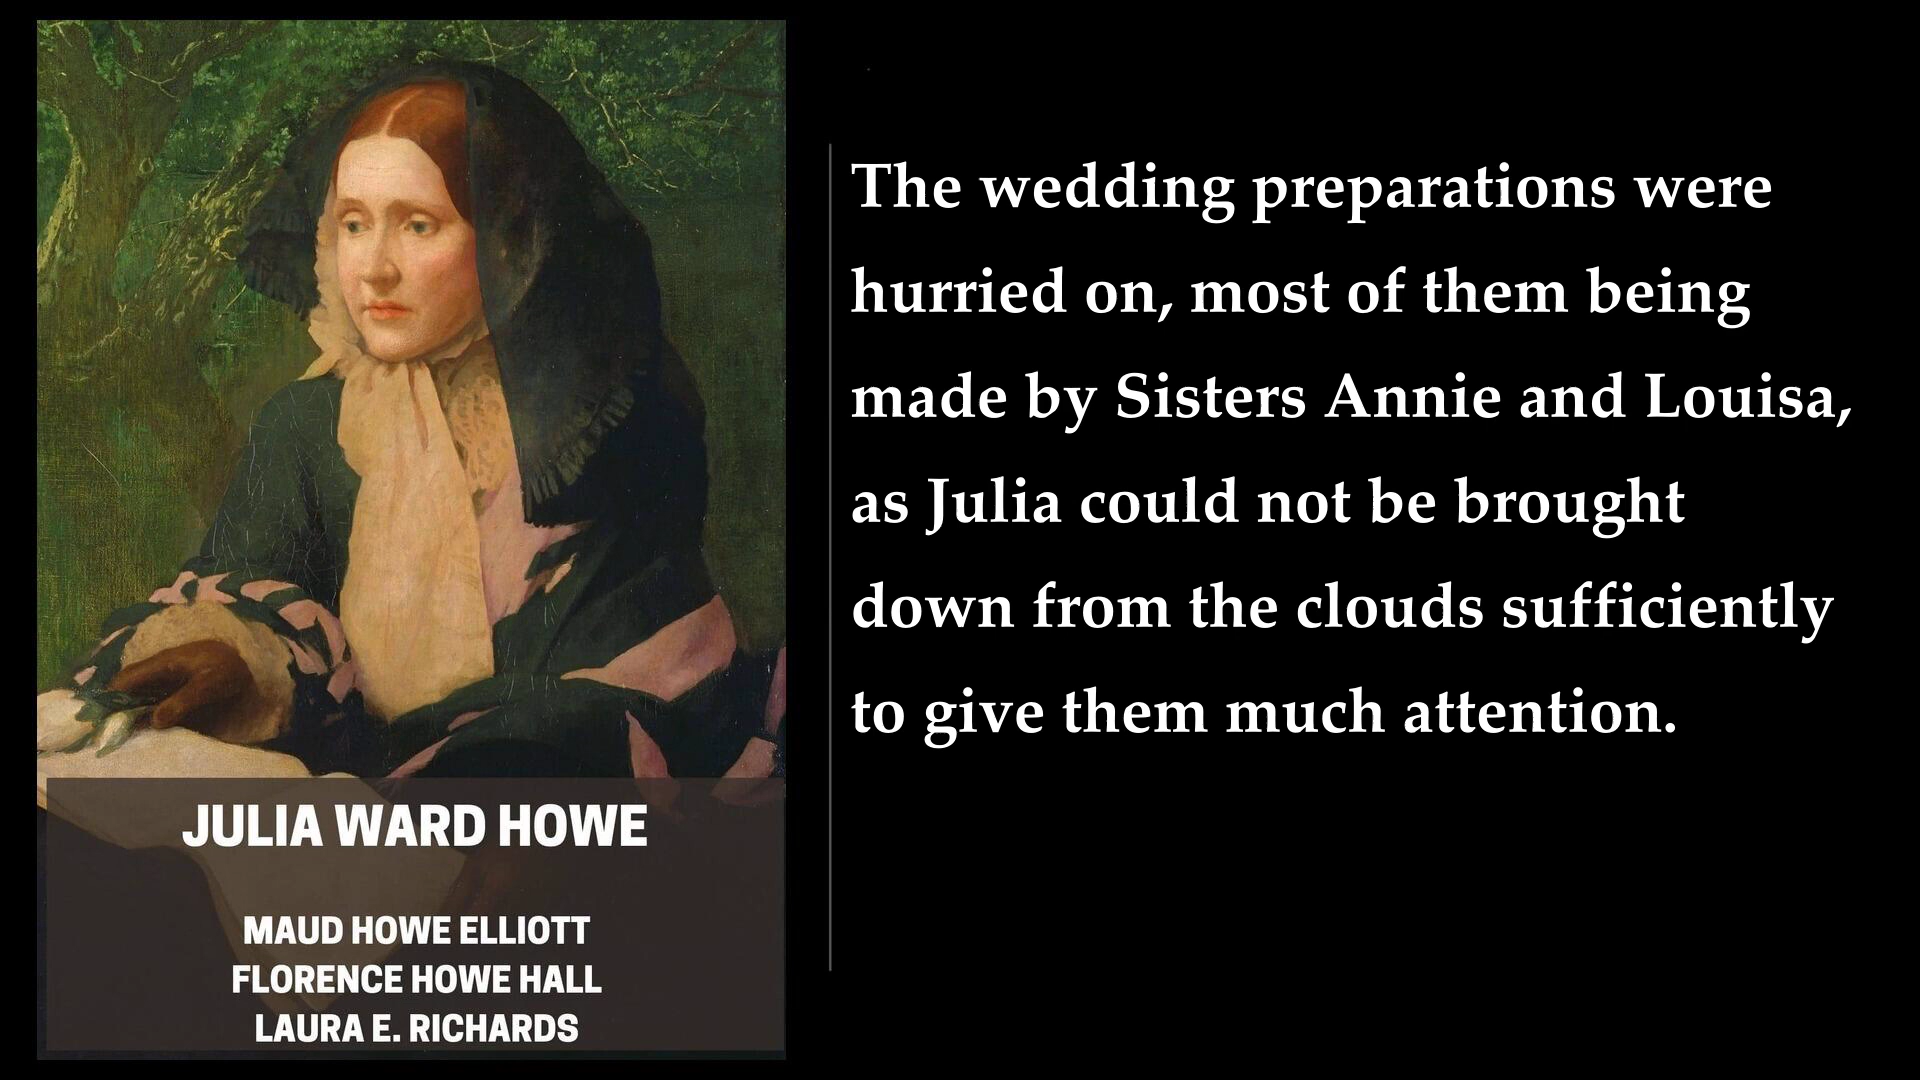 JULIA WARD HOWE
MAUD HOWE ELLIOTT
FLORENCE HOWE HALL
LAURA E. RICHARDS
The wedding preparations were
hurried on, most of them being
made by Sisters Annie and Louisa,
as Julia could not be brought
down from the clouds sufficiently
to give them much attention.